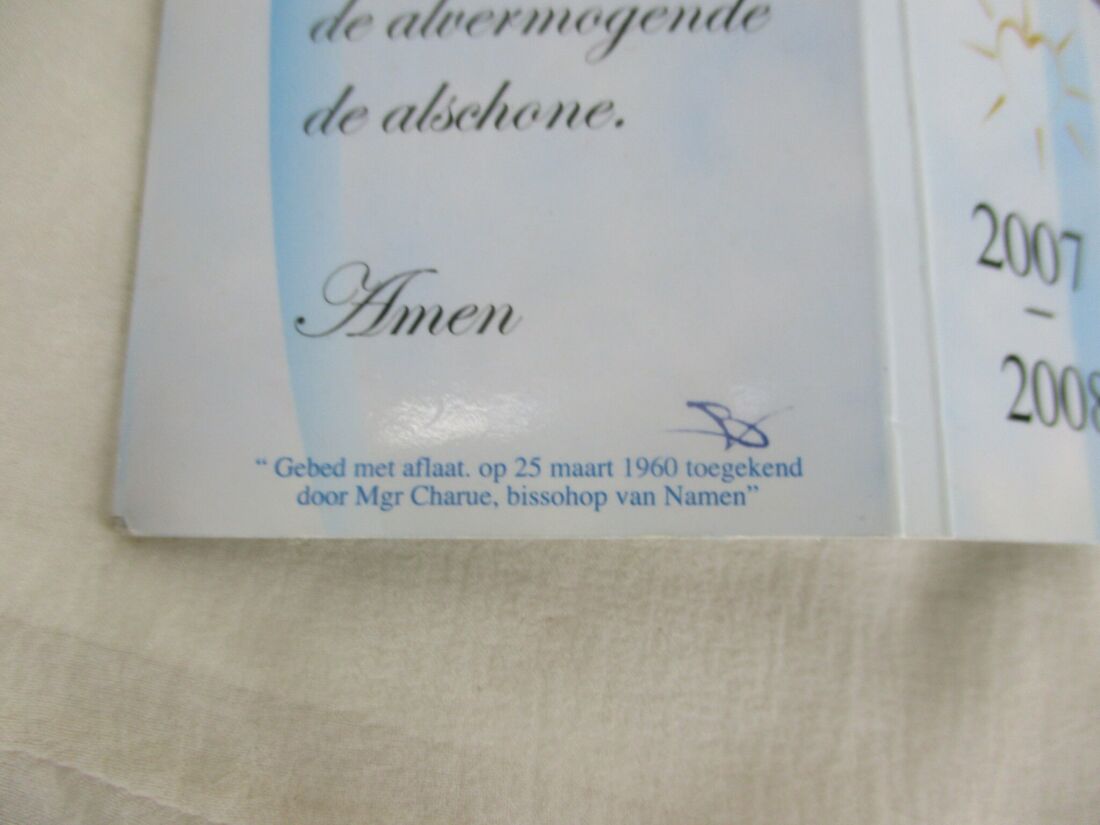 de alvermogende
de alschone.
Amen
“ Gebed met aflaat. op 25 maart 1960 toegekend
door Mgr Charue, bissohop van Namen”
2007
–
2008